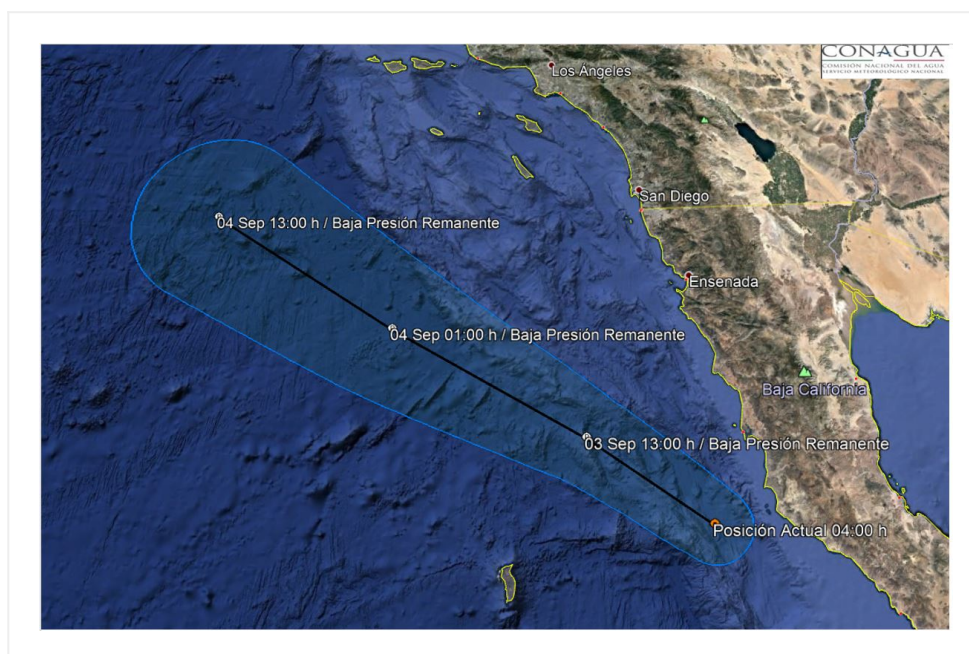 CONAGUA
COMISIÓN NACIONAL DEL AGUA
SERVICIO METEOROLÓGICO NACIONAL
Los Ángeles
San Diego
04 Sep 13:00 h / Baja Presión Remanente
Ensenada
04 Sep 01:00 h / Baja Presión Remanente
Baja California
03 Sep 13:00 h / Baja Presión Remanente
Posición Actual 04:00 h